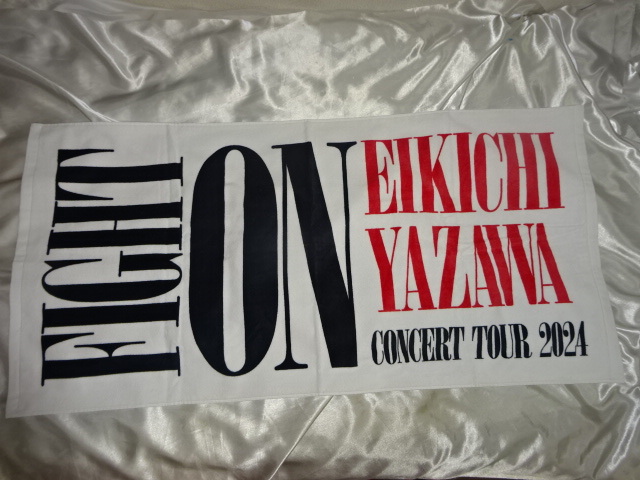 FIGHT
ON
EIKICHI
YAZAWA
CONCERT TOUR 2024